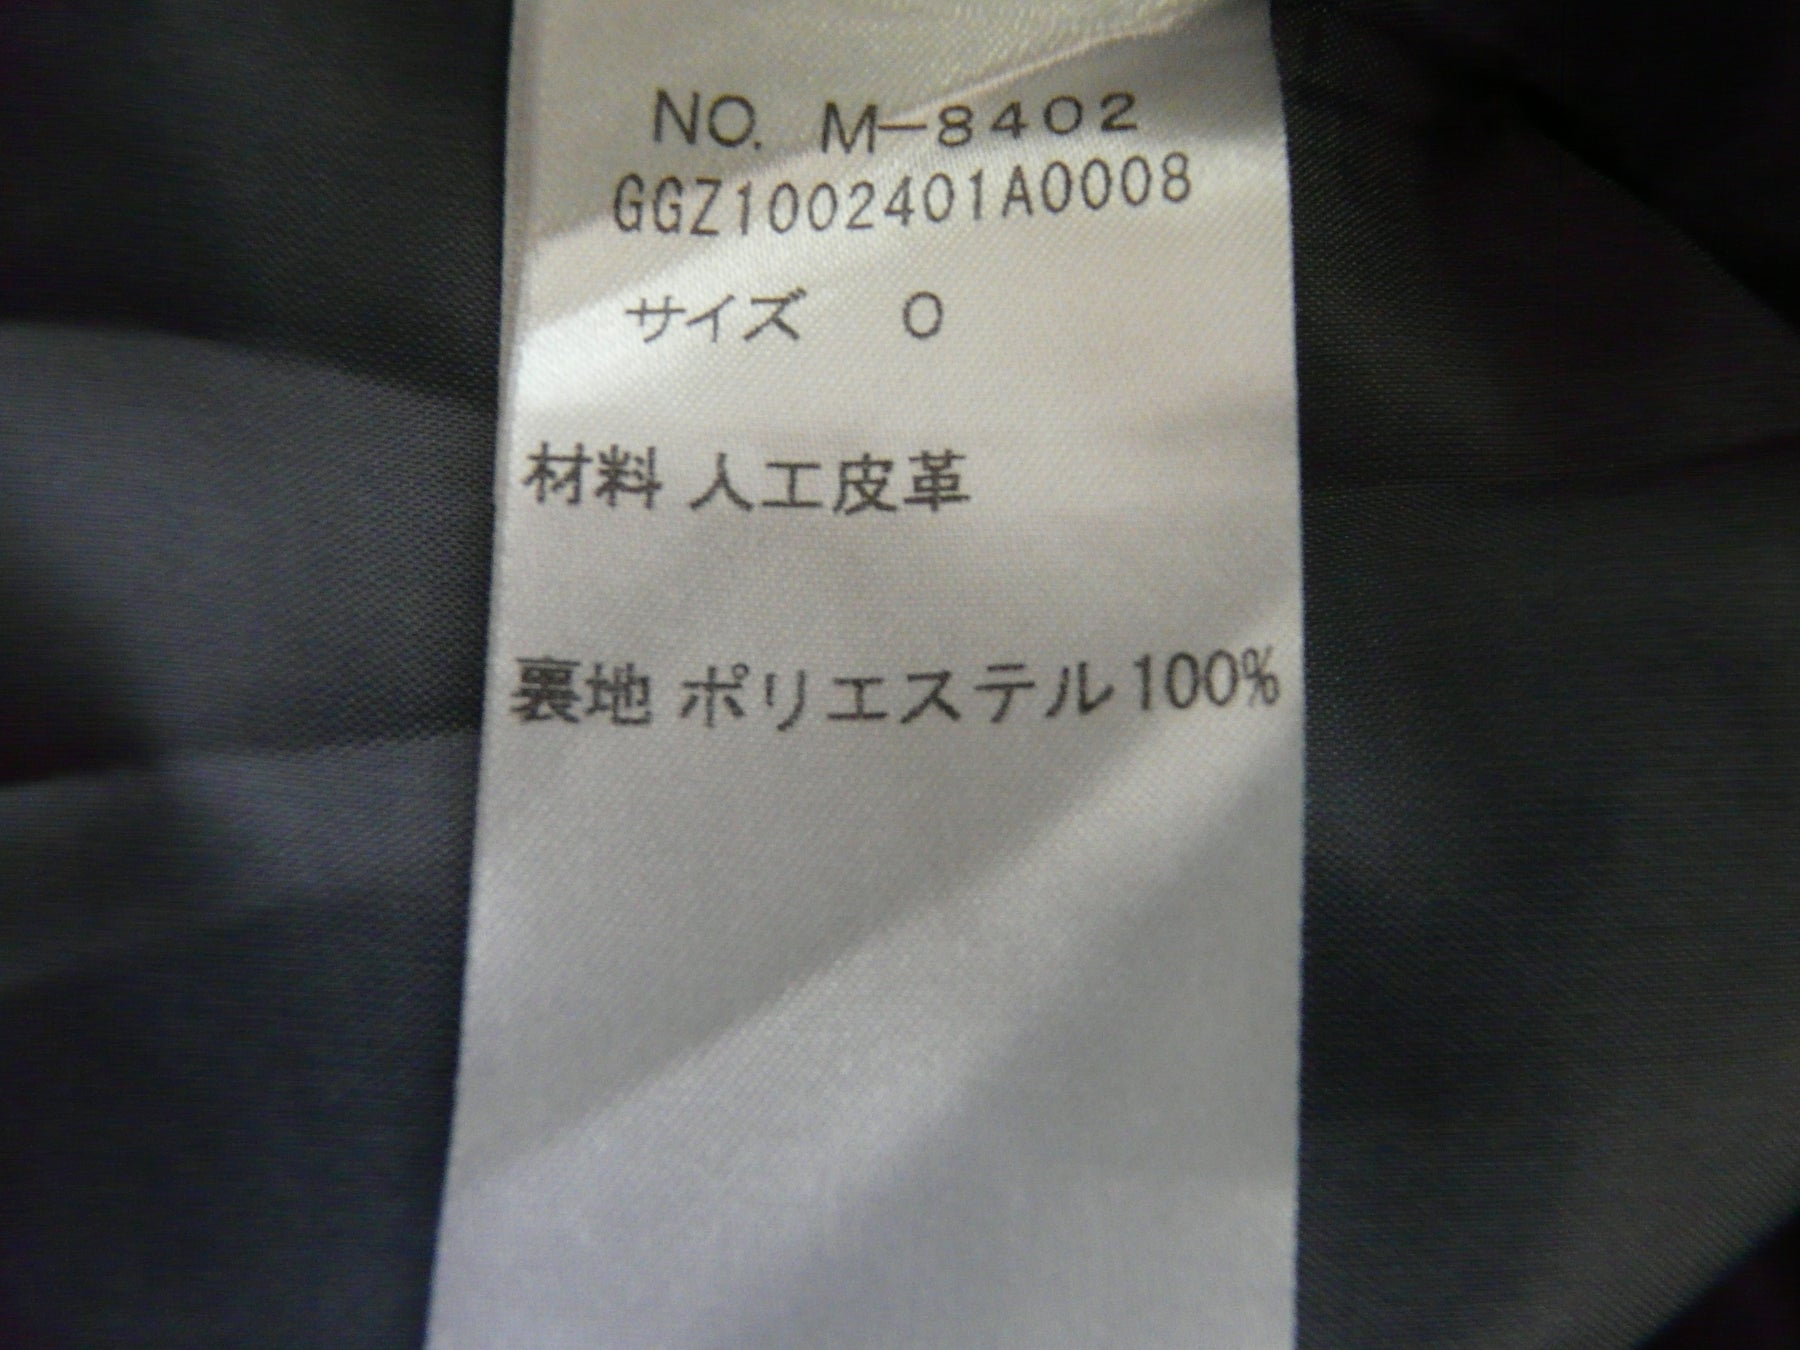 NO. M-8402
GGZ1002401A0008
サイズ 0
材料 人工皮革
裏地 ポリエステル100%